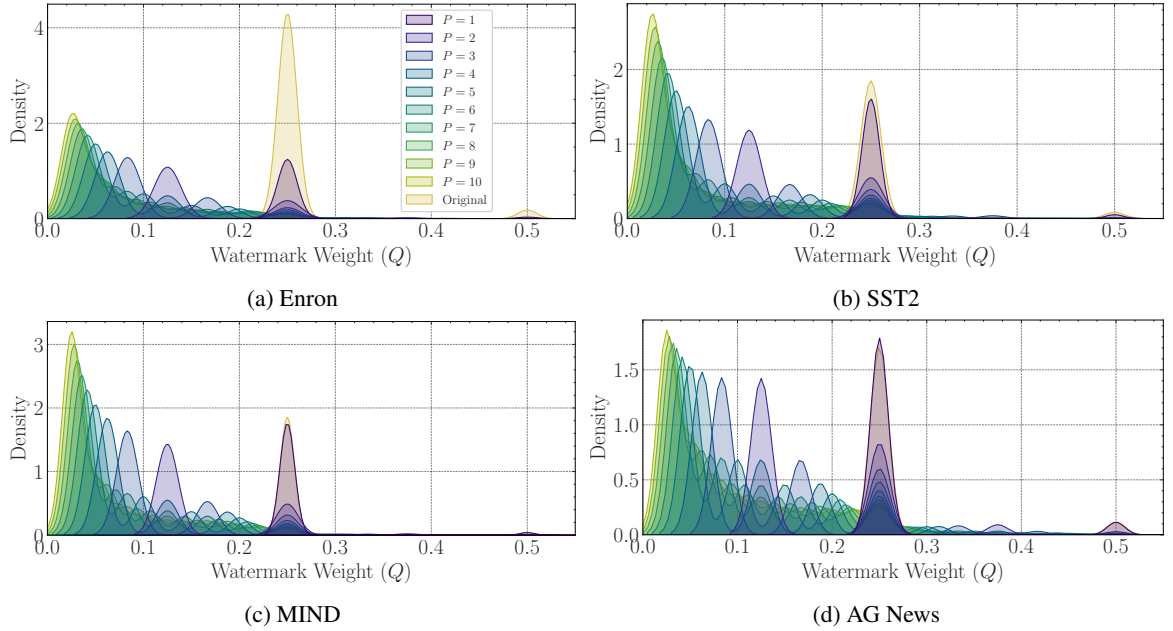 4
2
0
Density
0.0
0.1
0.2
0.3
0.4
0.5
Watermark Weight (Q)
P = 1
P = 2
P = 3
P = 4
P = 5
P = 6
P = 7
P = 8
P = 9
P = 10
Original
(a) Enron
2
1
0
Density
0.0
0.1
0.2
0.3
0.4
0.5
Watermark Weight (Q)
(b) SST2
3
2
1
0
Density
0.0
0.1
0.2
0.3
0.4
0.5
Watermark Weight (Q)
(c) MIND
1.5
1.0
0.5
0.0
Density
0.0
0.1
0.2
0.3
0.4
0.5
Watermark Weight (Q)
(d) AG News